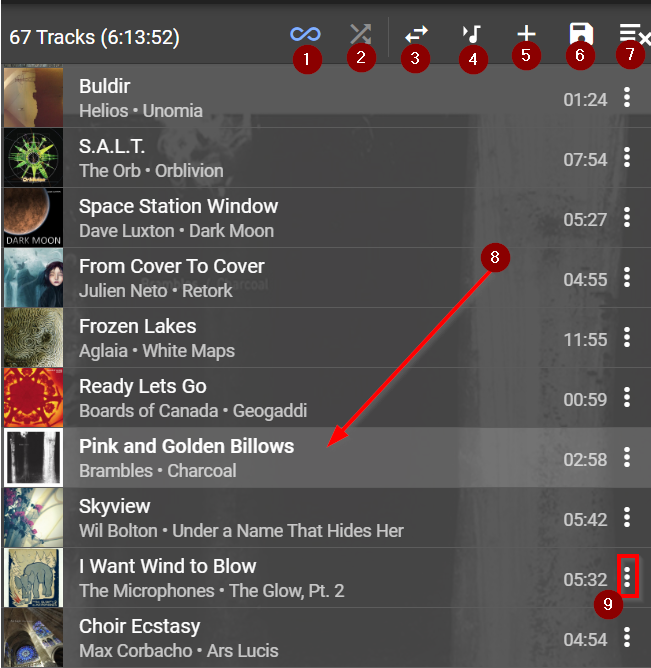 67 Tracks (6:13:52)
1 2 3 4 5 6 7
Buldir
Helios • Unomia
01:24
S.A.L.T.
The Orb • Orblivion
07:54
Orblivion
Space Station Window
Dave Luxton • Dark Moon
05:27
DARK MOON
8
From Cover To Cover
Julien Neto • Retork
04:55
Brambles • Charcoal
Frozen Lakes
Aglaia • White Maps
11:55
Ready Lets Go
Boards of Canada • Geogaddi
00:59
Pink and Golden Billows
Brambles • Charcoal
02:58
Skyview
Wil Bolton • Under a Name That Hides Her
05:42
I Want Wind to Blow
The Microphones • The Glow, Pt. 2
05:32
9
Choir Ecstasy
Max Corbacho • Ars Lucis
04:54